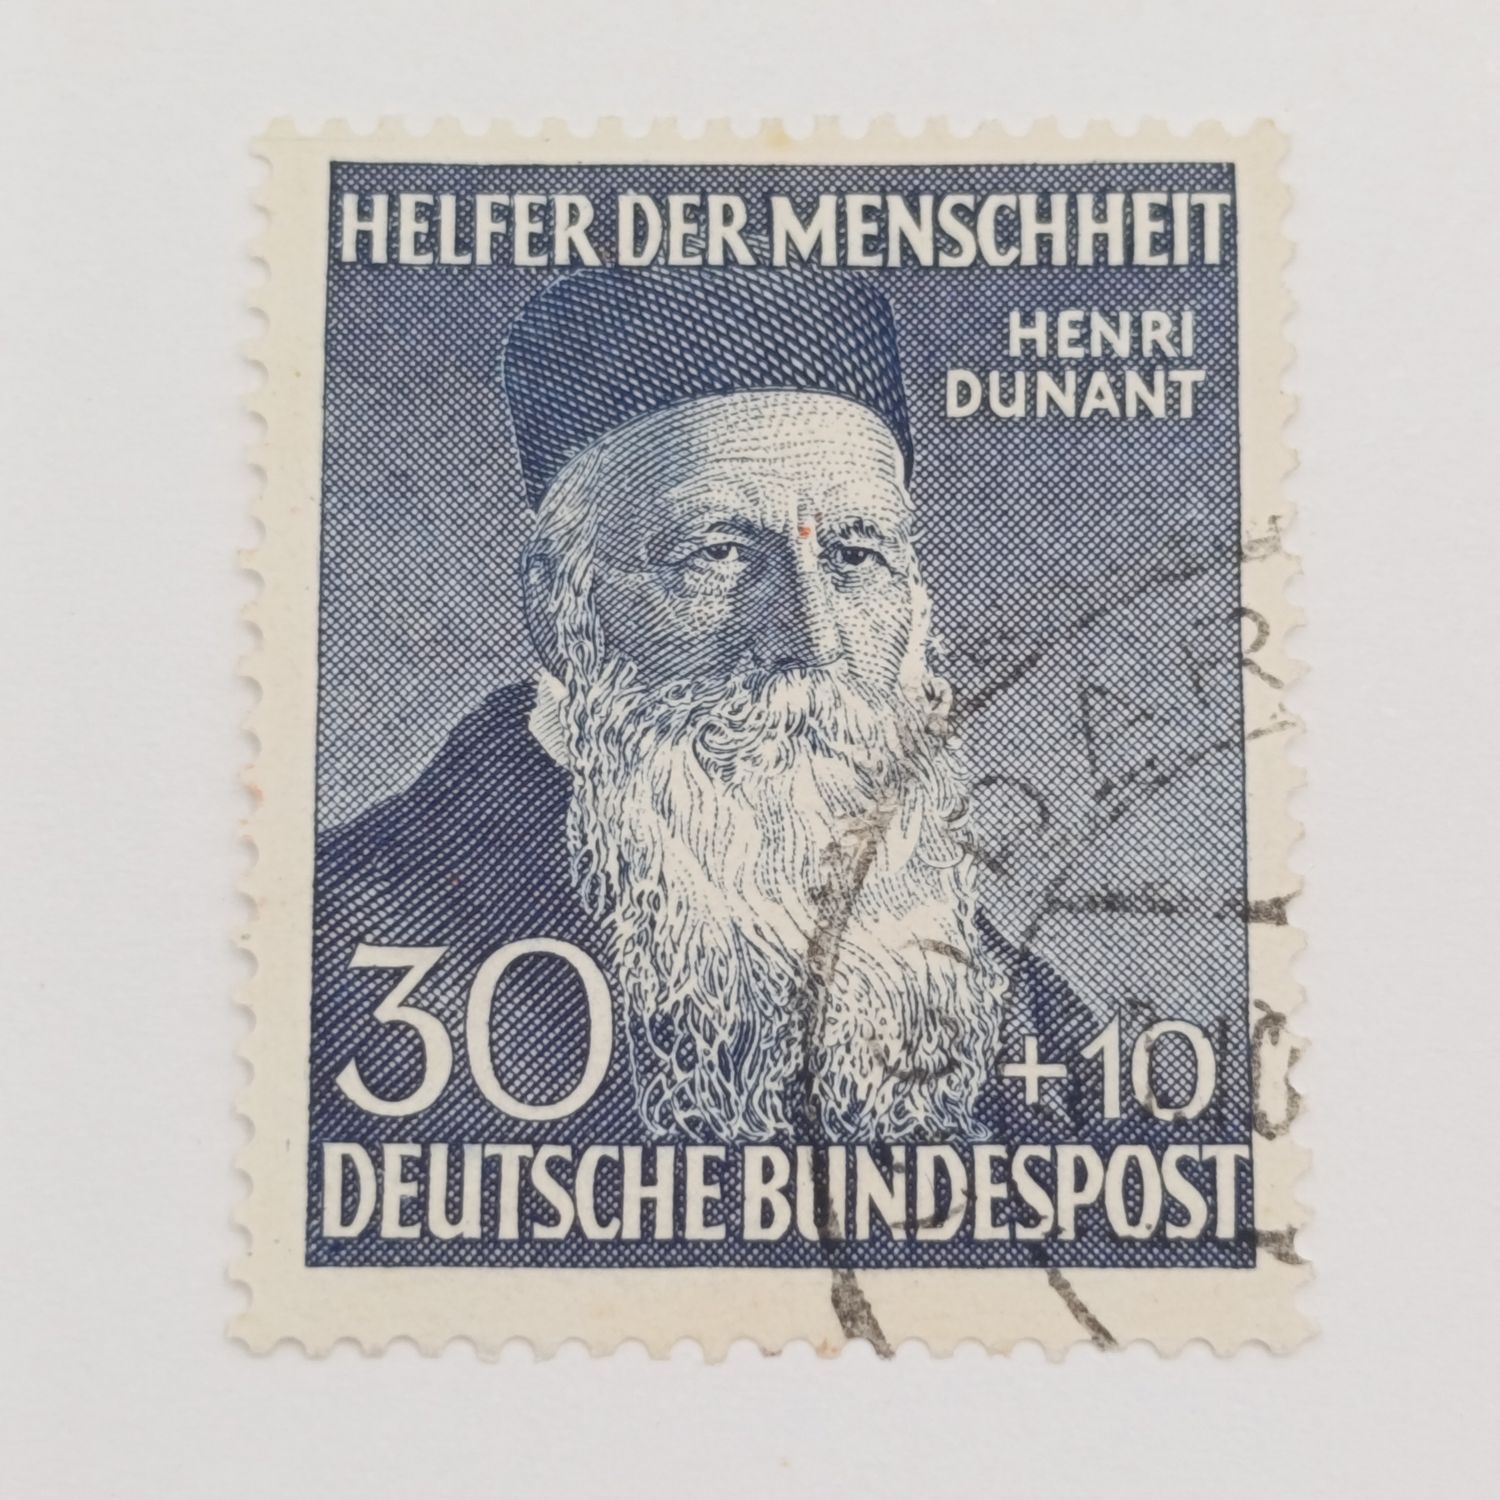 HELFER DER MENSCHHEIT
HENRI
DUNANT
30
+10
DEUTSCHE BUNDESPOST